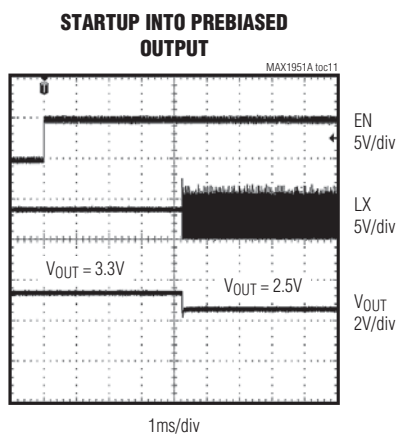 STARTUP INTO PREBIASED
OUTPUT
MAX1951A toc11
EN
5V/div
LX
5V/div
VOUT = 3.3V
VOUT = 2.5V
VOUT
2V/div
1ms/div